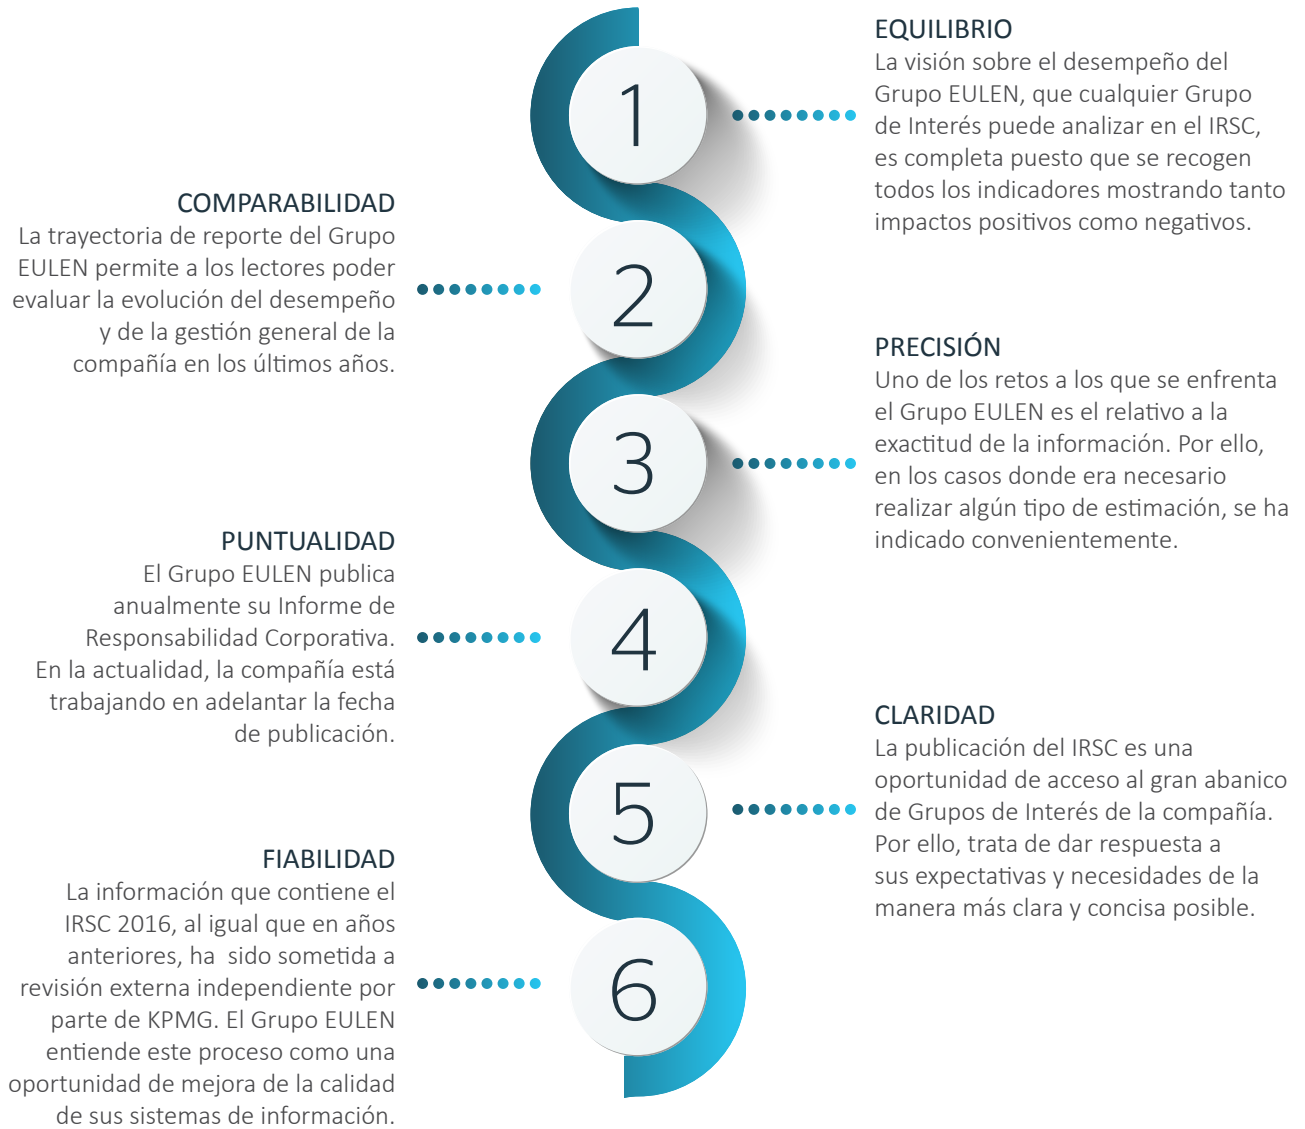 1
EQUILIBRIO
La visión sobre el desempeño del
Grupo EULEN, que cualquier Grupo
de Interés puede analizar en el IRSC,
es completa puesto que se recogen
todos los indicadores mostrando tanto
impactos positivos como negativos.
2
COMPARABILIDAD
La trayectoria de reporte del Grupo
EULEN permite a los lectores poder
evaluar la evolución del desempeño
y de la gestión general de la
compañía en los últimos años.
3
PRECISIÓN
Uno de los retos a los que se enfrenta
el Grupo EULEN es el relativo a la
exactitud de la información. Por ello,
en los casos donde era necesario
realizar algún tipo de estimación, se ha
indicado convenientemente.
4
PUNTUALIDAD
El Grupo EULEN publica
anualmente su Informe de
Responsabilidad Corporativa.
En la actualidad, la compañía está
trabajando en adelantar la fecha
de publicación.
5
CLARIDAD
La publicación del IRSC es una
oportunidad de acceso al gran abanico
de Grupos de Interés de la compañía.
Por ello, trata de dar respuesta a
sus expectativas y necesidades de la
manera más clara y concisa posible.
6
FIABILIDAD
La información que contiene el
IRSC 2016, al igual que en años
anteriores, ha  sido sometida a
revisión externa independiente por
parte de KPMG. El Grupo EULEN
entiende este proceso como una
oportunidad de mejora de la calidad
de sus sistemas de información.